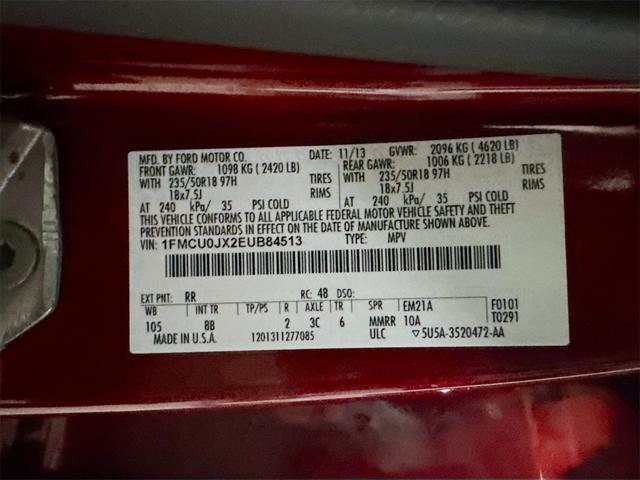 MFD. BY FORD MOTOR CO. DATE: 11/13 GVWR: 2096 KG ( 4620 LB)
FRONT GAWR: 1098 KG ( 2420 LB) REAR GAWR: 1006 KG ( 2218 LB)
WITH 235/50R18 97H TIRES WITH 235/50R18 97H TIRES
18x7.5J RIMS 18x7.5J RIMS
AT 240 kPa/ 35 PSI COLD AT 240 kPa/ 35 PSI COLD
THIS VEHICLE CONFORMS TO ALL APPLICABLE FEDERAL MOTOR VEHICLE SAFETY AND THEFT
PREVENTION STANDARDS IN EFFECT ON THE DATE OF MANUFACTURE SHOWN ABOVE.
VIN: 1FMCU0JX2EUB84513 TYPE: MPV
EXT PNT: RR RC: 48 DSO:
WB INT TR TP/PS R AXLE TR SPR EM21A F0101
105 8B 2 3C 6 MMRR 10A T0291
MADE IN U.S.A. 1201311277085 ULC ▽5U5A-3520472-AA